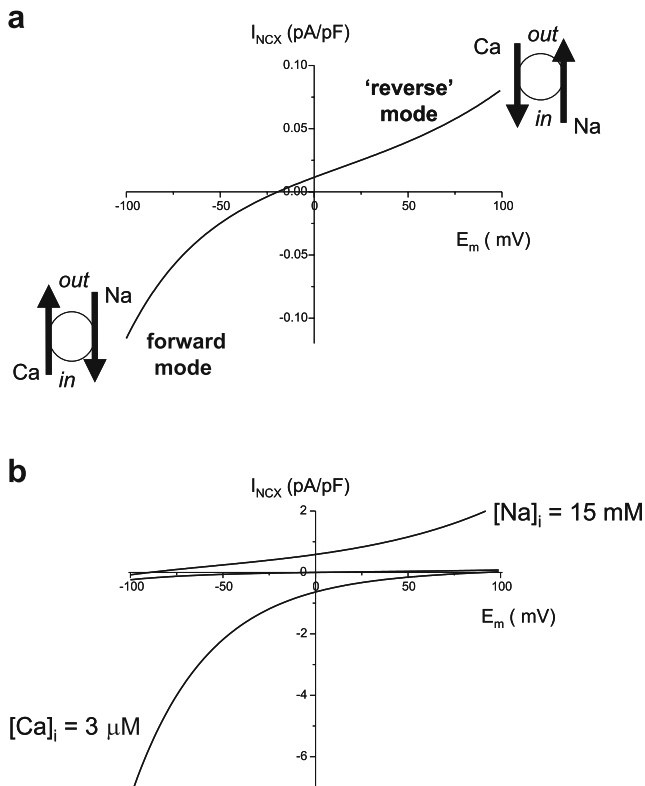 a
I_NCX (pA/pF)
0.10
0.05
0.00
-0.05
-0.10
-100
-50
0
50
100
E_m ( mV)
'reverse'
mode
Ca
out
in
Na
out
Na
Ca
in
forward
mode
b
I_NCX (pA/pF)
2
0
-2
-4
-6
-100
-50
0
50
100
E_m ( mV)
[Na]_i = 15 mM
[Ca]_i = 3 μM